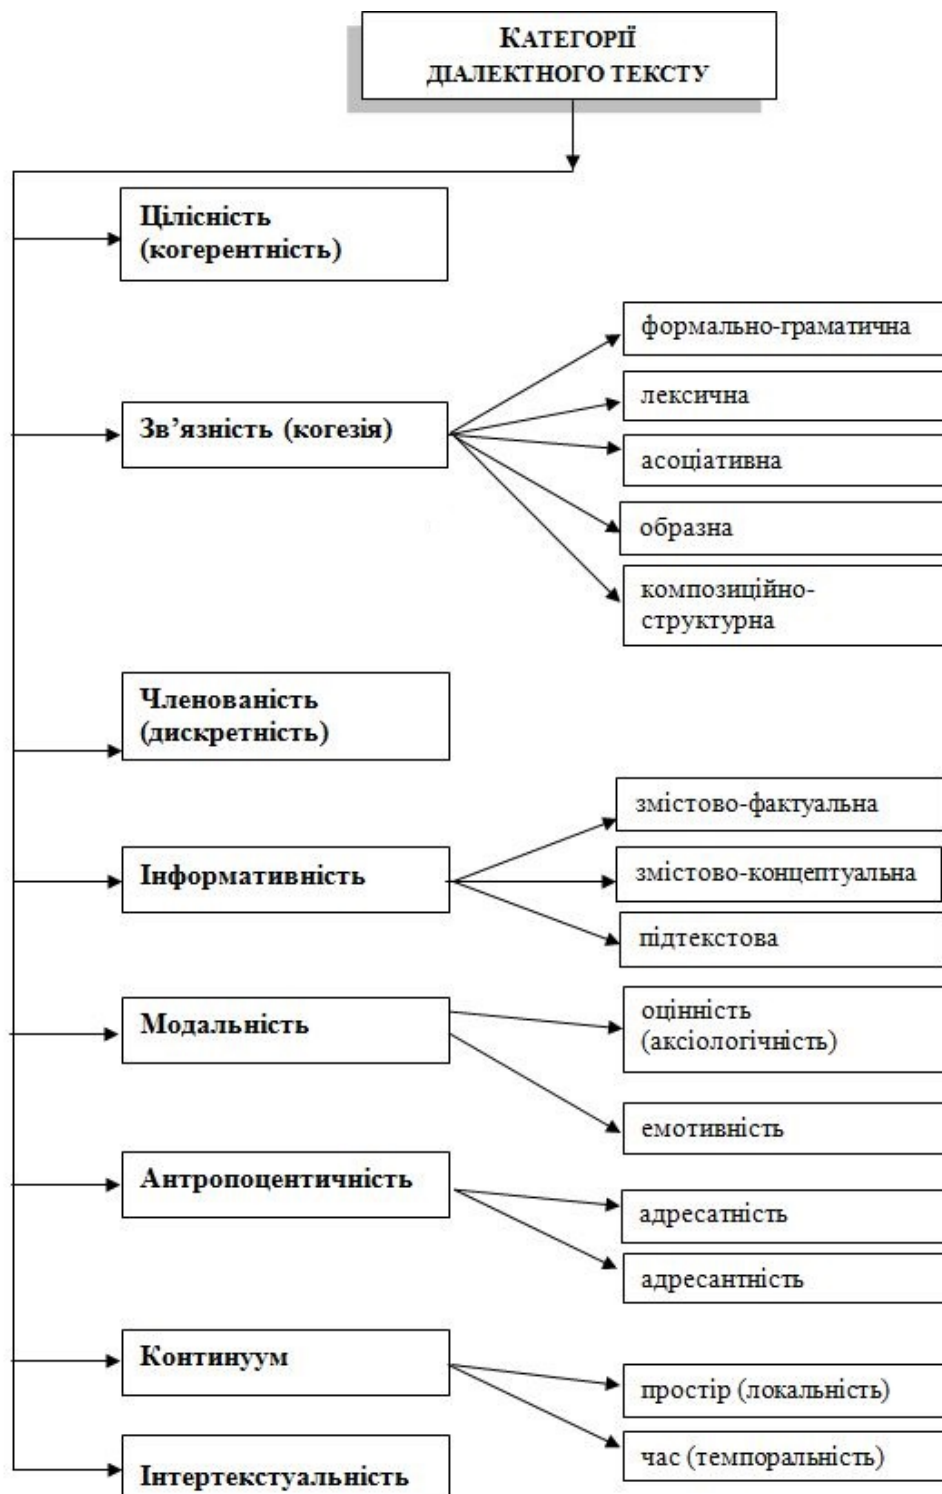 КАТЕГОРІЇ
ДІАЛЕКТНОГО ТЕКСТУ
Цілісність
(когерентність)
Зв’язність (когезія)
формально-граматична
лексична
асоціативна
образна
композиційно-
структурна
Членованість
(дискретність)
Інформативність
змістово-фактуальна
змістово-концептуальна
підтекстова
Модальність
оцінність
(аксіологічність)
емотивність
Антропоцентичність
адресатність
адресантність
Континуум
простір (локальність)
час (темпоральність)
Інтертекстуальність